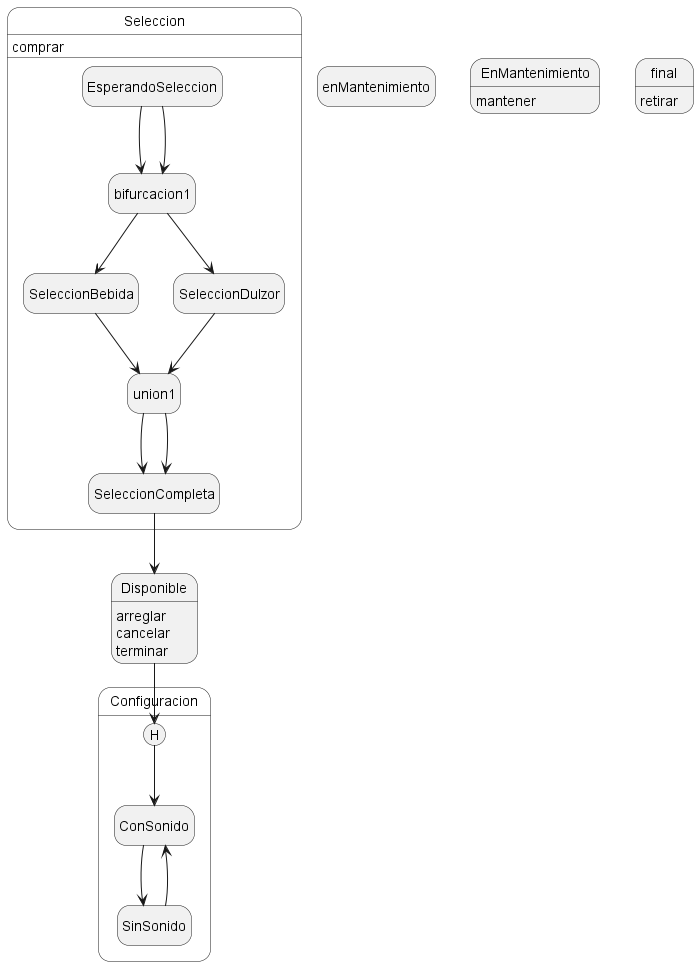 Seleccion
comprar
EsperandoSeleccion
bifurcacion1
SeleccionBebida
SeleccionDulzor
union1
SeleccionCompleta
enMantenimiento
EnMantenimiento
mantener
final
retirar
Disponible
arreglar
cancelar
terminar
Configuracion
H
ConSonido
SinSonido